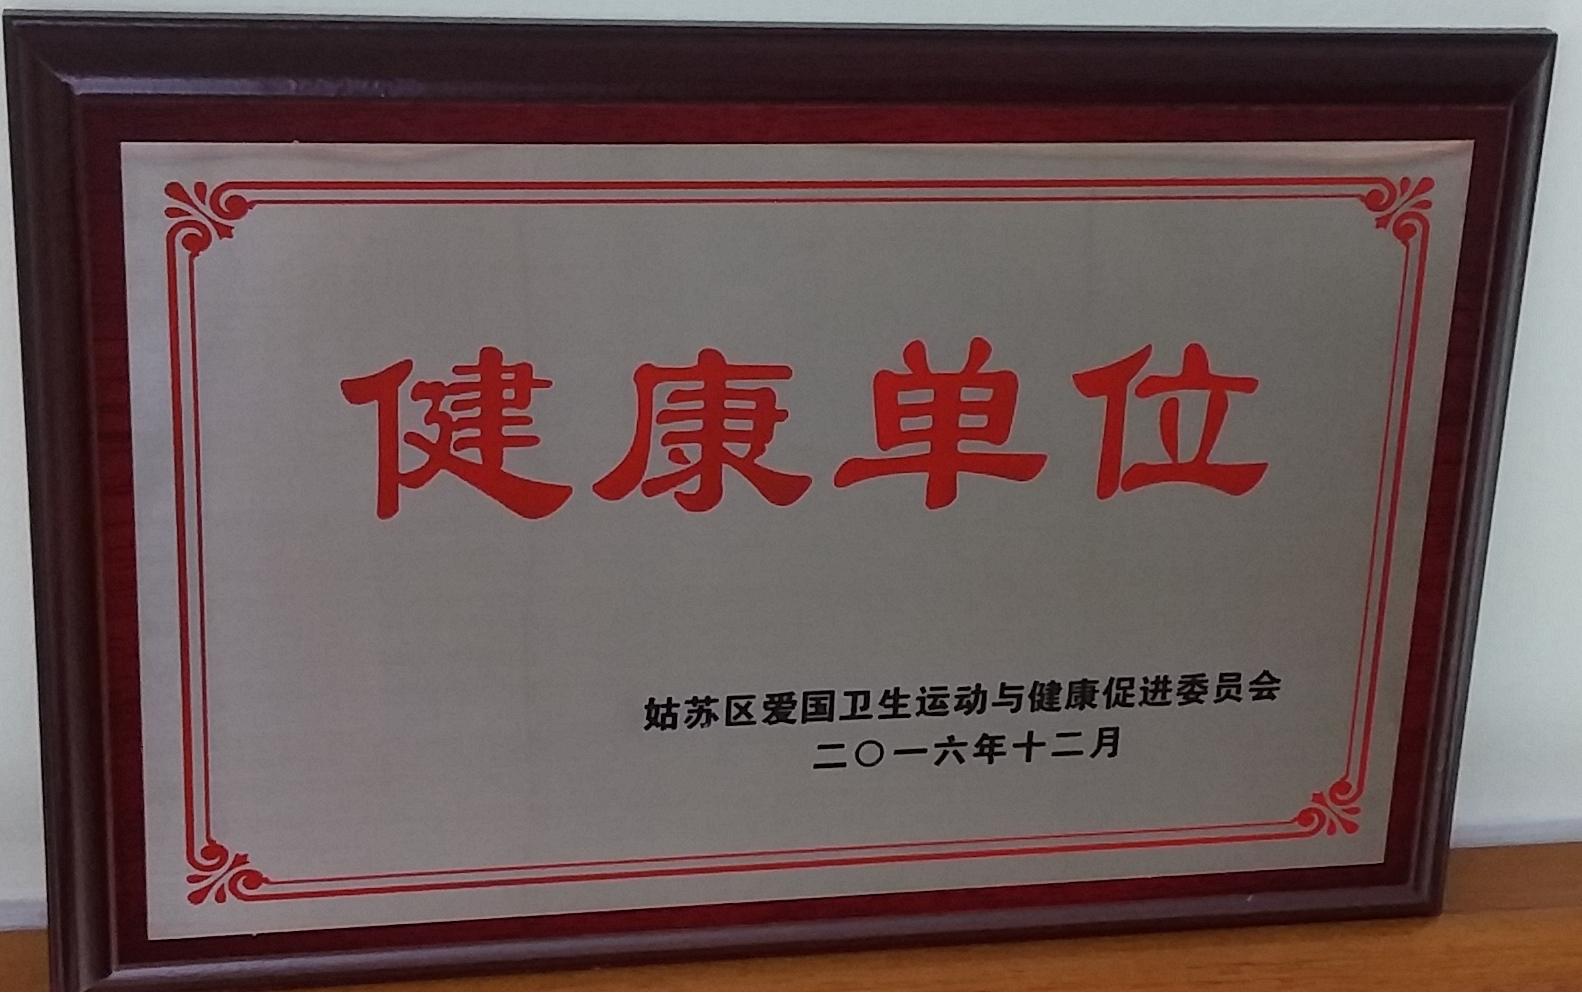 健康单位
姑苏区爱国卫生运动与健康促进委员会
二〇一六年十二月